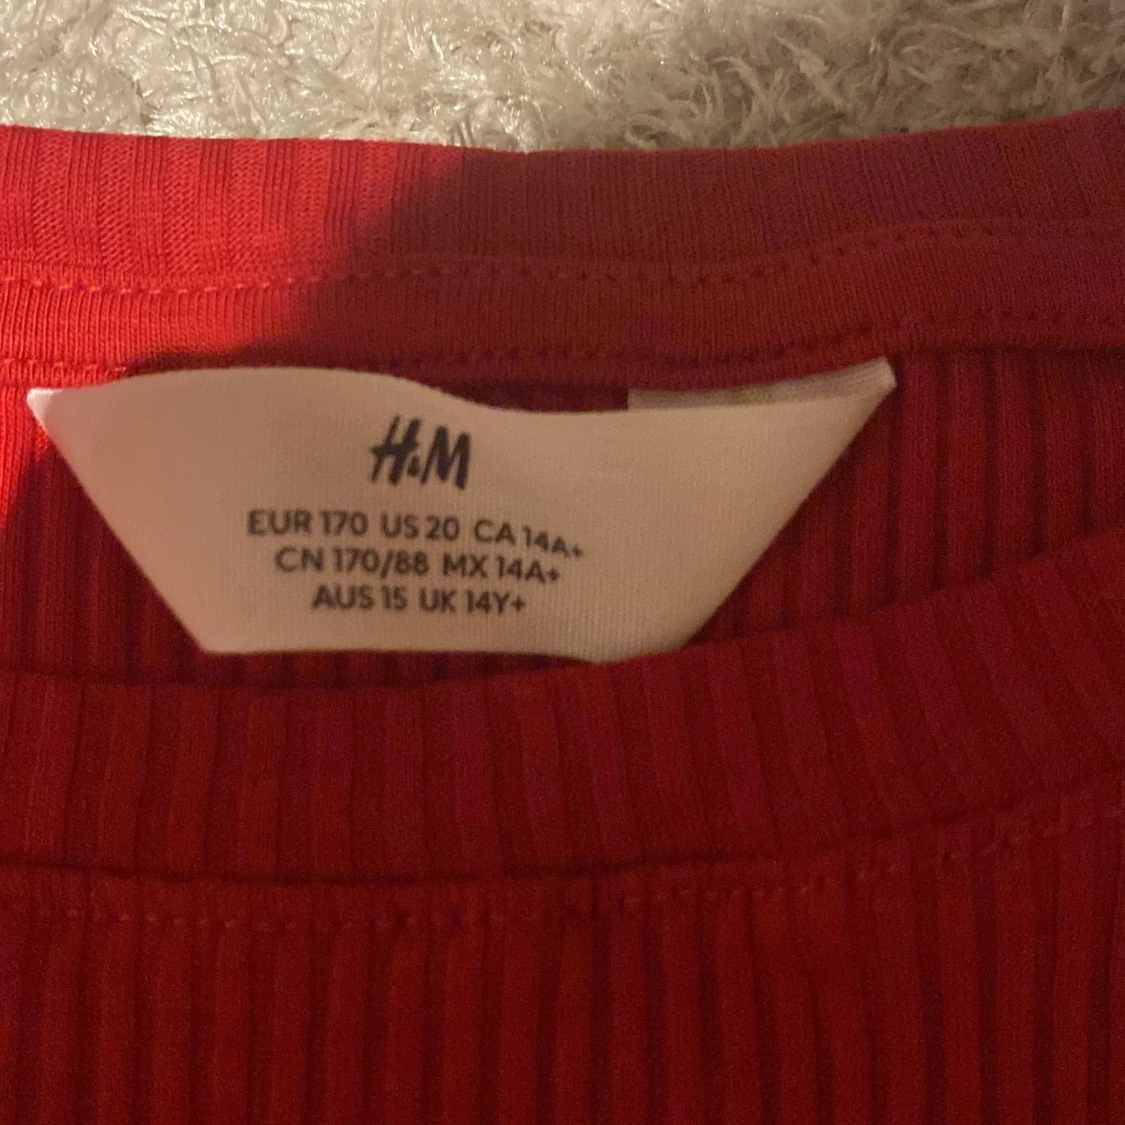 H&M
EUR 170 US 20 CA 14A+
CN 170/88 MX 14A+
AUS 15 UK 14Y+